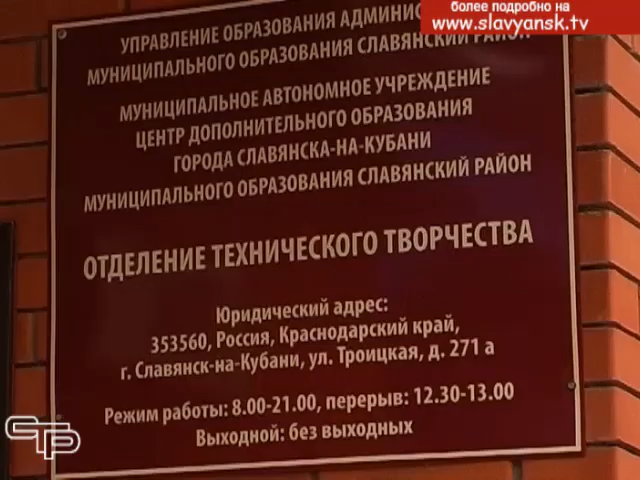 более подробно на
www.slavyansk.tv
УПРАВЛЕНИЕ ОБРАЗОВАНИЯ
МУНИЦИПАЛЬНОГО ОБРАЗОВАНИЯ СЛАВЯНСКИЙ РАЙОН
МУНИЦИПАЛЬНОЕ АВТОНОМНОЕ УЧРЕЖДЕНИЕ
ЦЕНТР ДОПОЛНИТЕЛЬНОГО ОБРАЗОВАНИЯ
ГОРОДА СЛАВЯНСКА-НА-КУБАНИ
МУНИЦИПАЛЬНОГО ОБРАЗОВАНИЯ СЛАВЯНСКИЙ РАЙОН
ОТДЕЛЕНИЕ ТЕХНИЧЕСКОГО ТВОРЧЕСТВА
Юридический адрес:
353560, Россия, Краснодарский край,
г. Славянск-на-Кубани, ул. Троицкая, д. 271 а
Режим работы: 8.00-21.00, перерыв: 12.30-13.00
Выходной: без выходных
СТР